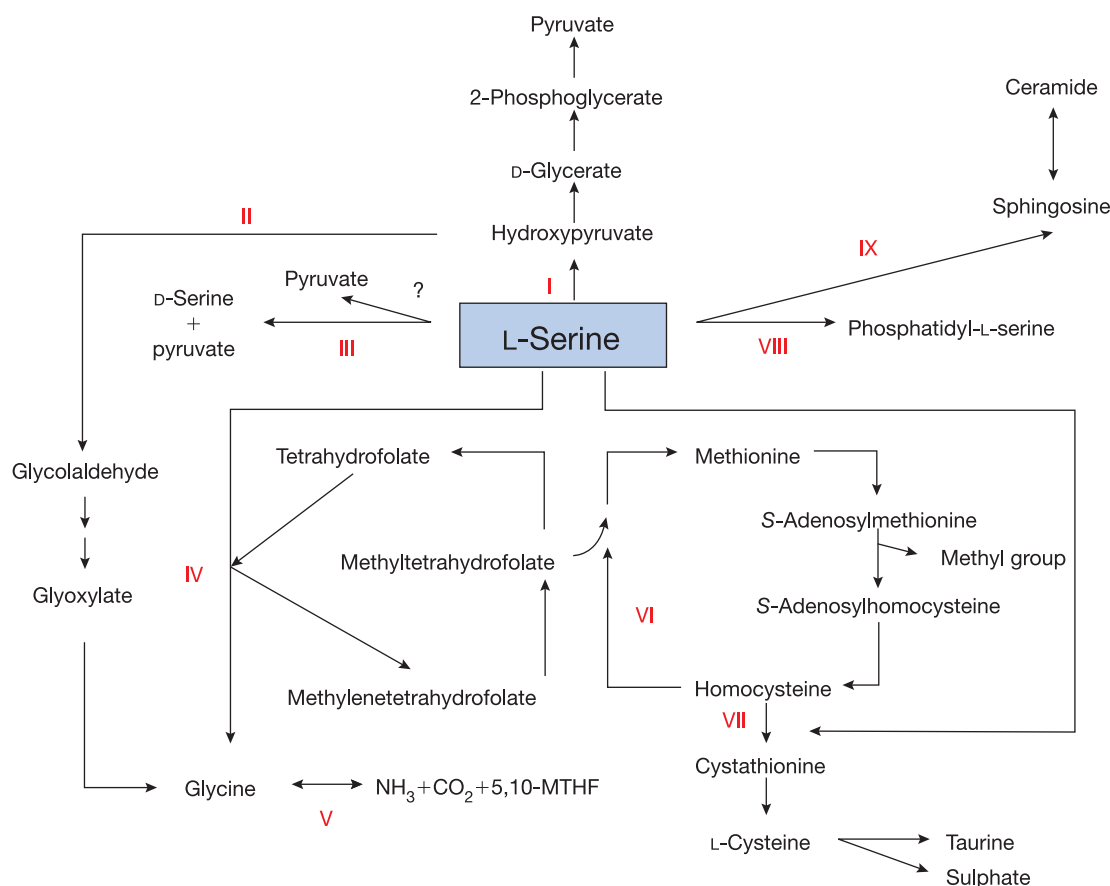 Pyruvate
2-Phosphoglycerate
Ceramide
D-Glycerate
Sphingosine
II
Hydroxypyruvate
IX
Pyruvate
?
I
D-Serine
+
pyruvate
III
L-Serine
VIII
Phosphatidyl-L-serine
Tetrahydrofolate
Methionine
Glycolaldehyde
S-Adenosylmethionine
Methyl group
Methyltetrahydrofolate
IV
Glyoxylate
S-Adenosylhomocysteine
VI
Methylenetetrahydrofolate
Homocysteine
VII
Cystathionine
Glycine
NH3+CO2+5,10-MTHF
V
L-Cysteine
Taurine
Sulphate